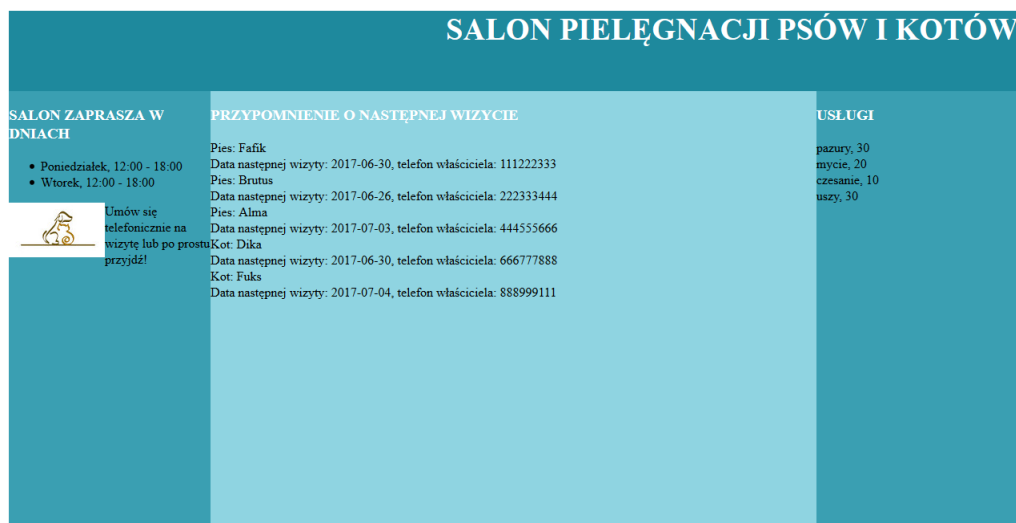 SALON PIELĘGNACJI PSÓW I KOTÓW
SALON ZAPRASZA W
DNIACH
Poniedziałek, 12:00 - 18:00
Wtorek, 12:00 - 18:00
Umów się
telefonicznie na
wizytę lub po prostu
przyjdź!
PRZYPOMNIENIE O NASTĘPNEJ WIZYCIE
Pies: Fafik
Data następnej wizyty: 2017-06-30, telefon właściciela: 111222333
Pies: Brutus
Data następnej wizyty: 2017-06-26, telefon właściciela: 222333444
Pies: Alma
Data następnej wizyty: 2017-07-03, telefon właściciela: 444555666
Kot: Dika
Data następnej wizyty: 2017-06-30, telefon właściciela: 666777888
Kot: Fuks
Data następnej wizyty: 2017-07-04, telefon właściciela: 888999111
USŁUGI
pazury, 30
mycie, 20
czesanie, 10
uszy, 30